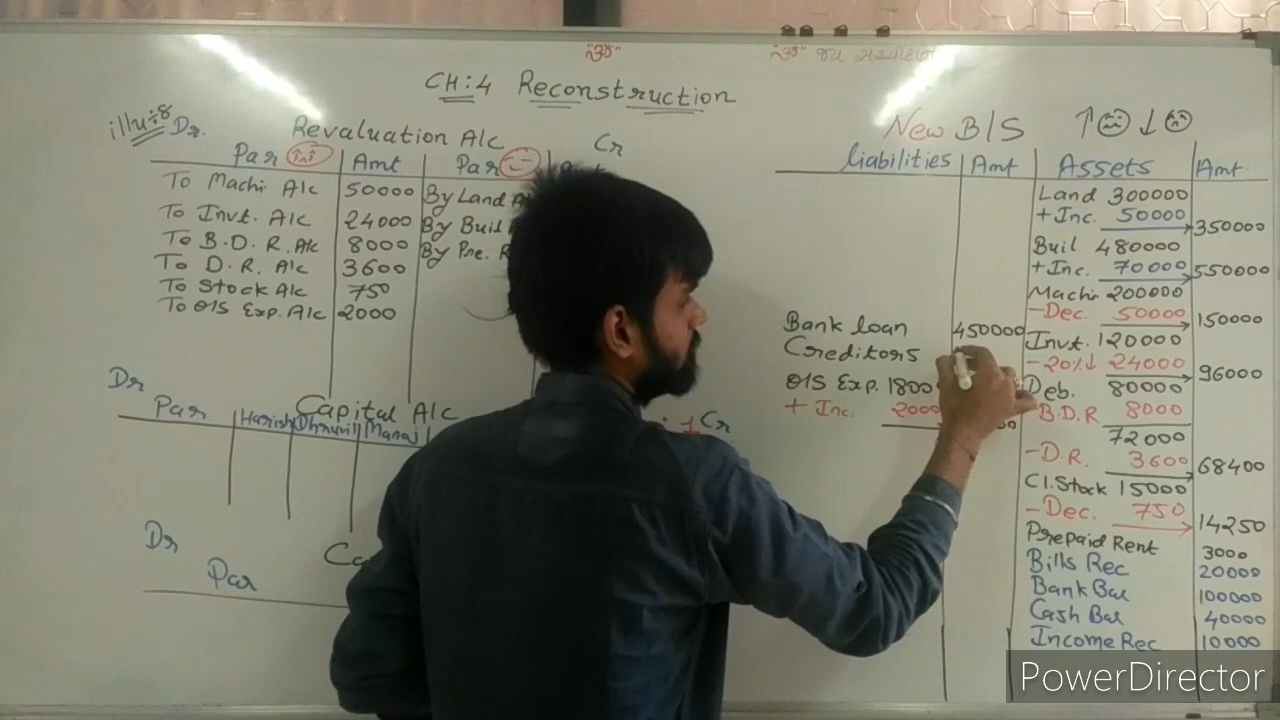 "જૈ"
CH:4 Reconstruction
illu:8
Dr. Revaluation A/c Cr
Par Amt Par
To Machi A/c 50000 By Land
To Invt. A/c 24000 By Buil
To B.D.R. A/c 8000 By Pre. R
To D.R. A/c 3600
To Stock A/c 750
To O/S Exp. A/c 2000
Dr Capital A/c Cr
Par Harish Dhruvil Manoj
Dr
Par
New B/S ↑ ↓
Liabilities Amt Assets Amt.
Land 300000
+ Inc. 50000 350000
Buil 480000
+ Inc. 70000 550000
Machi 200000
- Dec. 50000 150000
Bank loan 450000 Invt. 120000
Creditors - 20%↓ 24000 96000
O/S Exp. 1800 Deb. 80000
+ Inc. 2000 B.D.R 8000
72000
- D.R. 3600 68400
Cl. Stock 15000
- Dec. 750 14250
Prepaid Rent 3000
Bills Rec 20000
Bank Bal 100000
Cash Bal 40000
Income Rec 10000
PowerDirector